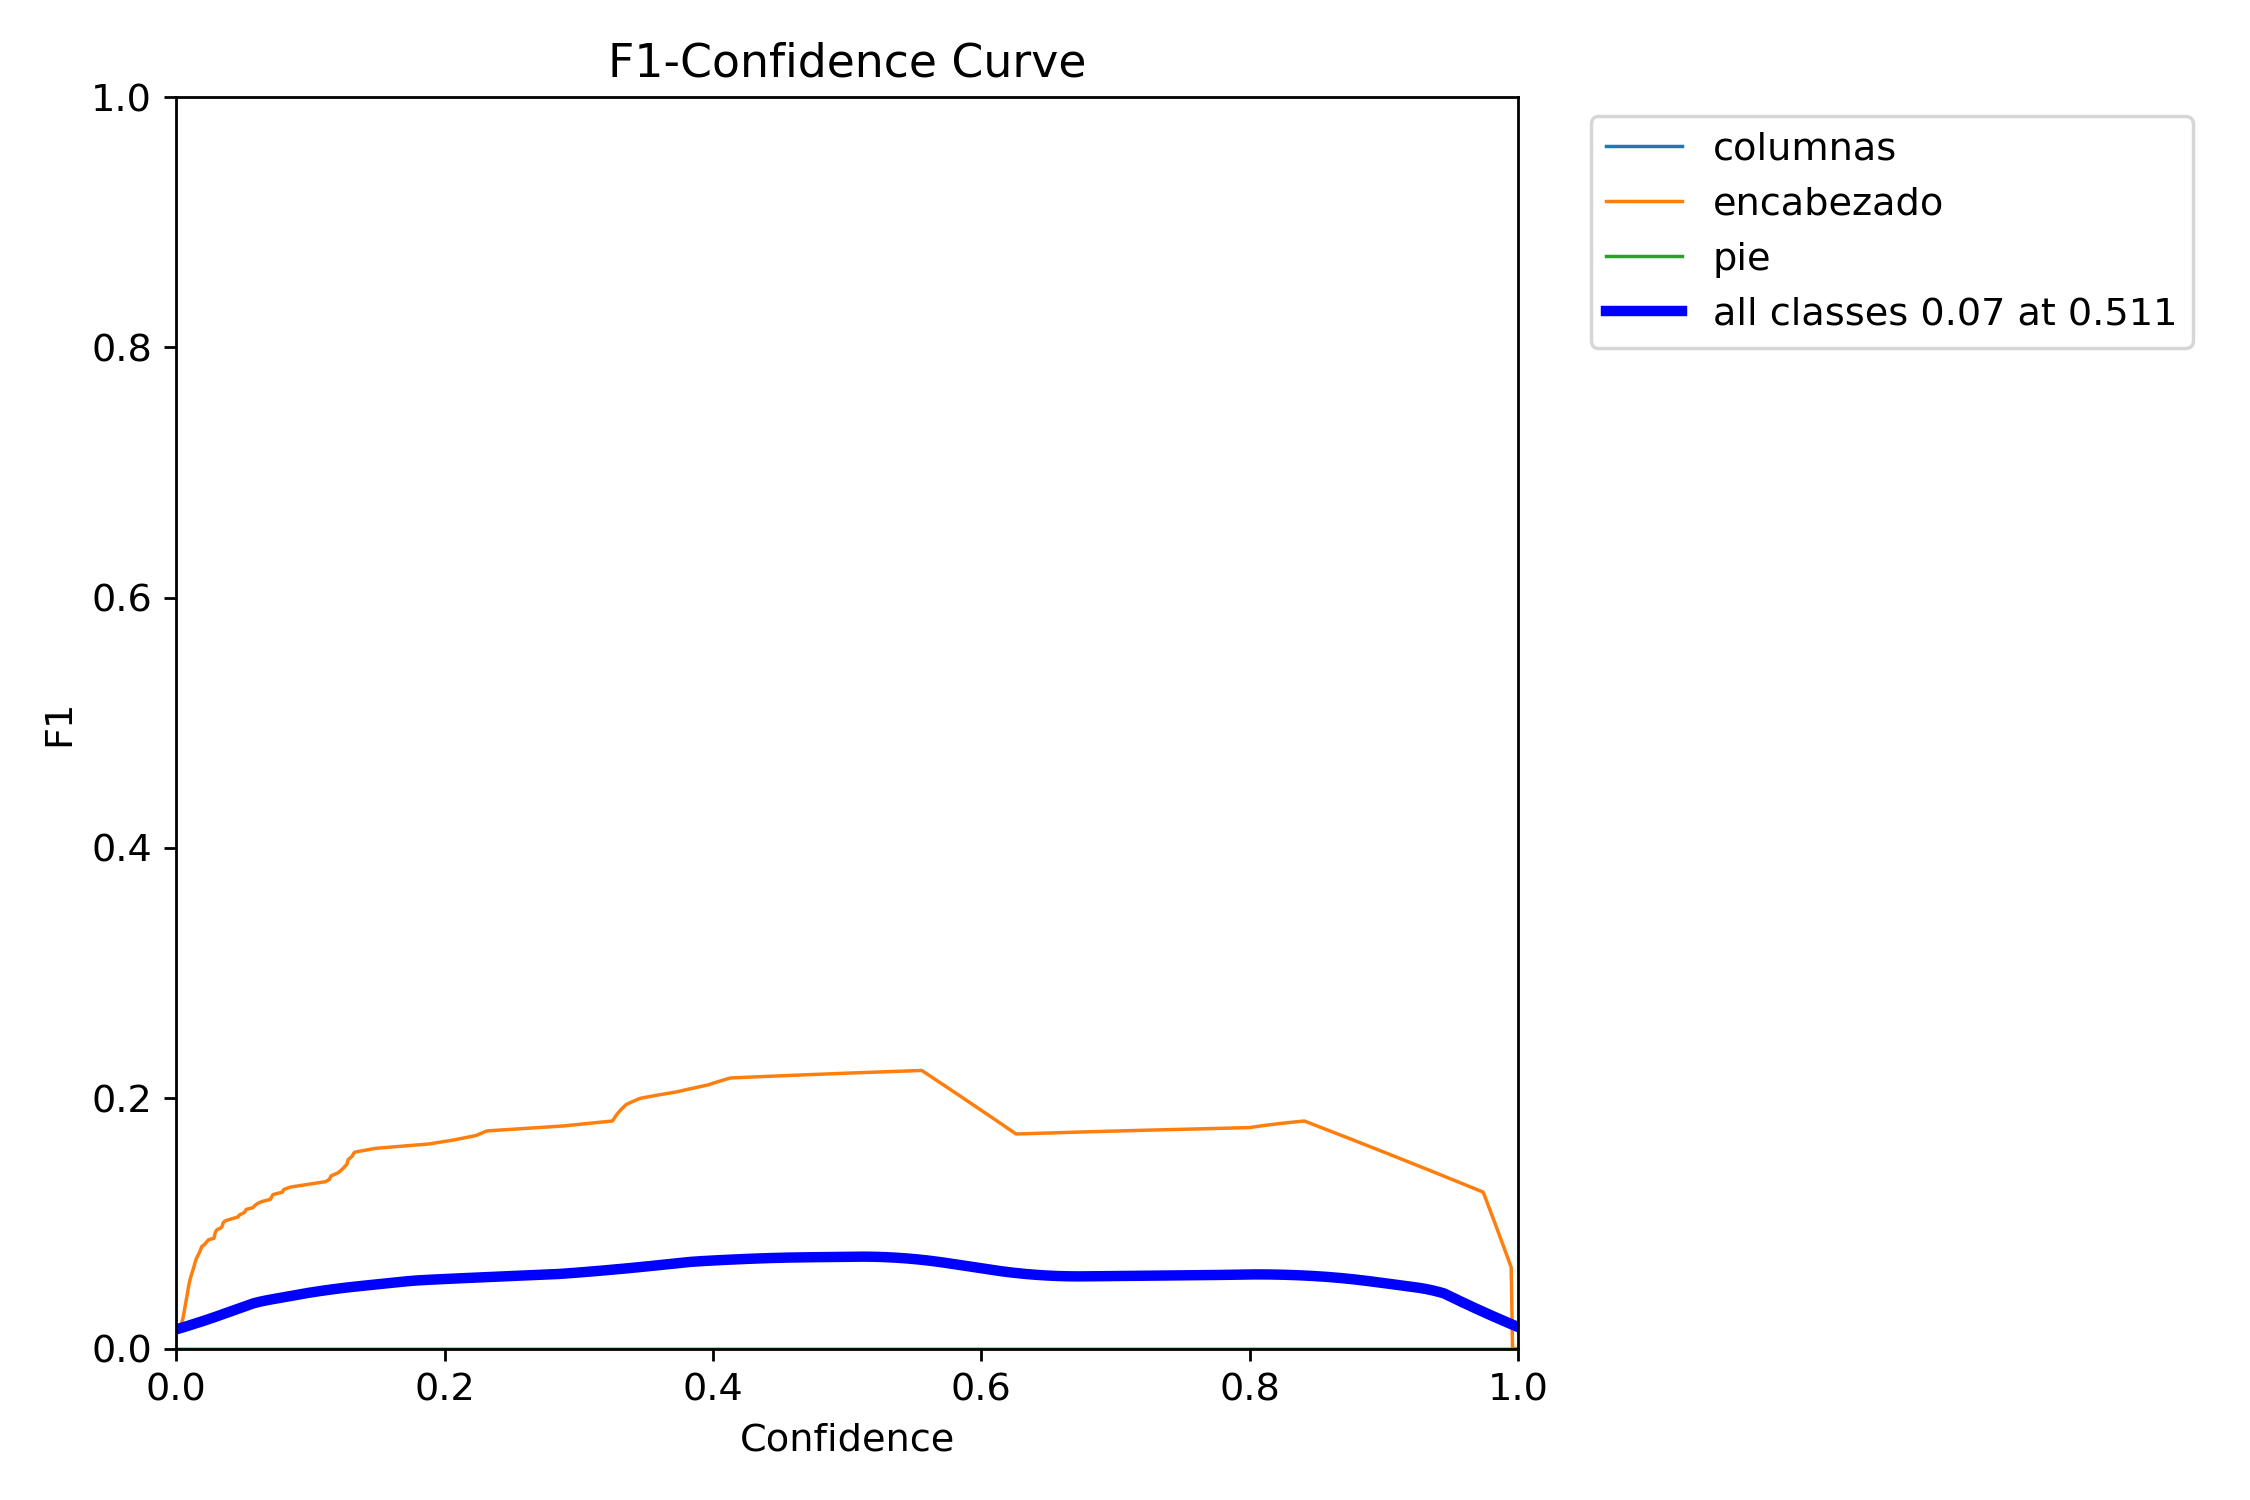 F1-Confidence Curve
1.0
0.8
0.6
0.4
0.2
0.0
F1
0.0 0.2 0.4 0.6 0.8 1.0
Confidence
columnas
encabezado
pie
all classes 0.07 at 0.511